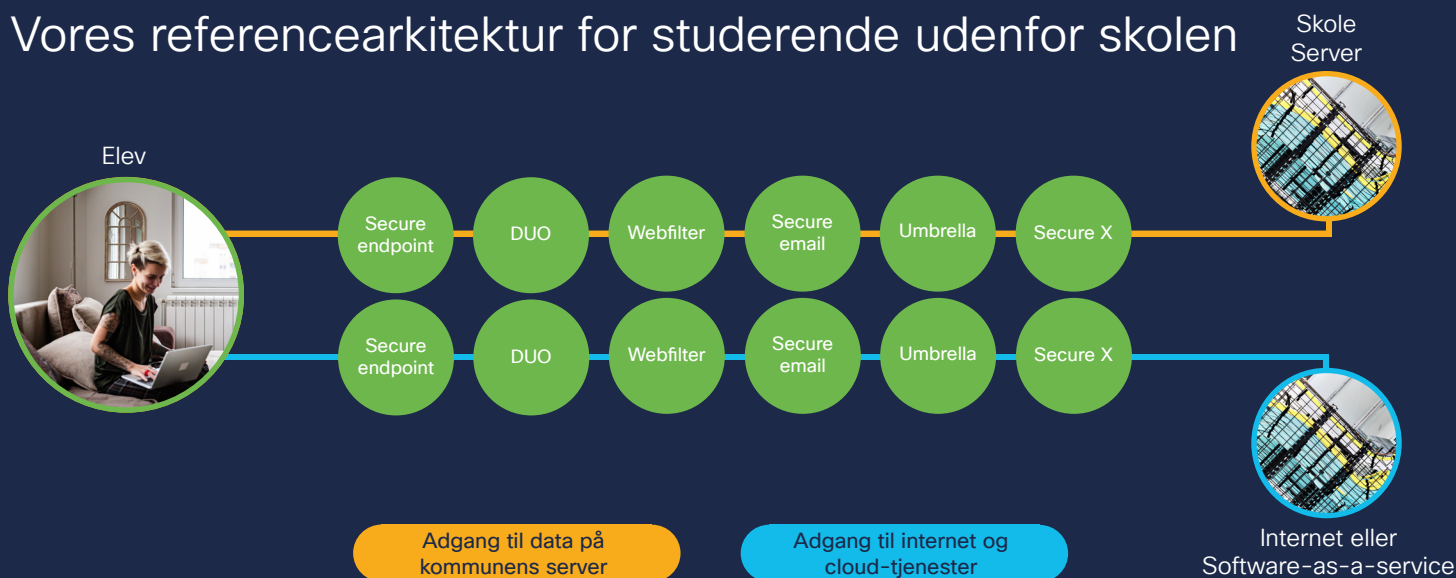 Vores referencearkitektur for studerende udenfor skolen
Skole
Server
Elev
Secure
endpoint
DUO
Webfilter
Secure
email
Umbrella
Secure X
Secure
endpoint
DUO
Webfilter
Secure
email
Umbrella
Secure X
Adgang til data på
kommunens server
Adgang til internet og
cloud-tjenester
Internet eller
Software-as-a-service